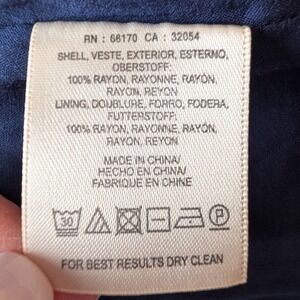 RN : 66170 CA : 32054
SHELL, VESTE, EXTERIOR, ESTERNO,
OBERSTOFF:
100% RAYON, RAYONNE, RAYÓN,
RAYON, REYON
LINING, DOUBLURE, FORRO, FODERA,
FUTTERSTOFF:
100% RAYON, RAYONNE, RAYÓN,
RAYON, REYON
MADE IN CHINA/
HECHO EN CHINA/
FABRIQUE EN CHINE
30
FOR BEST RESULTS DRY CLEAN